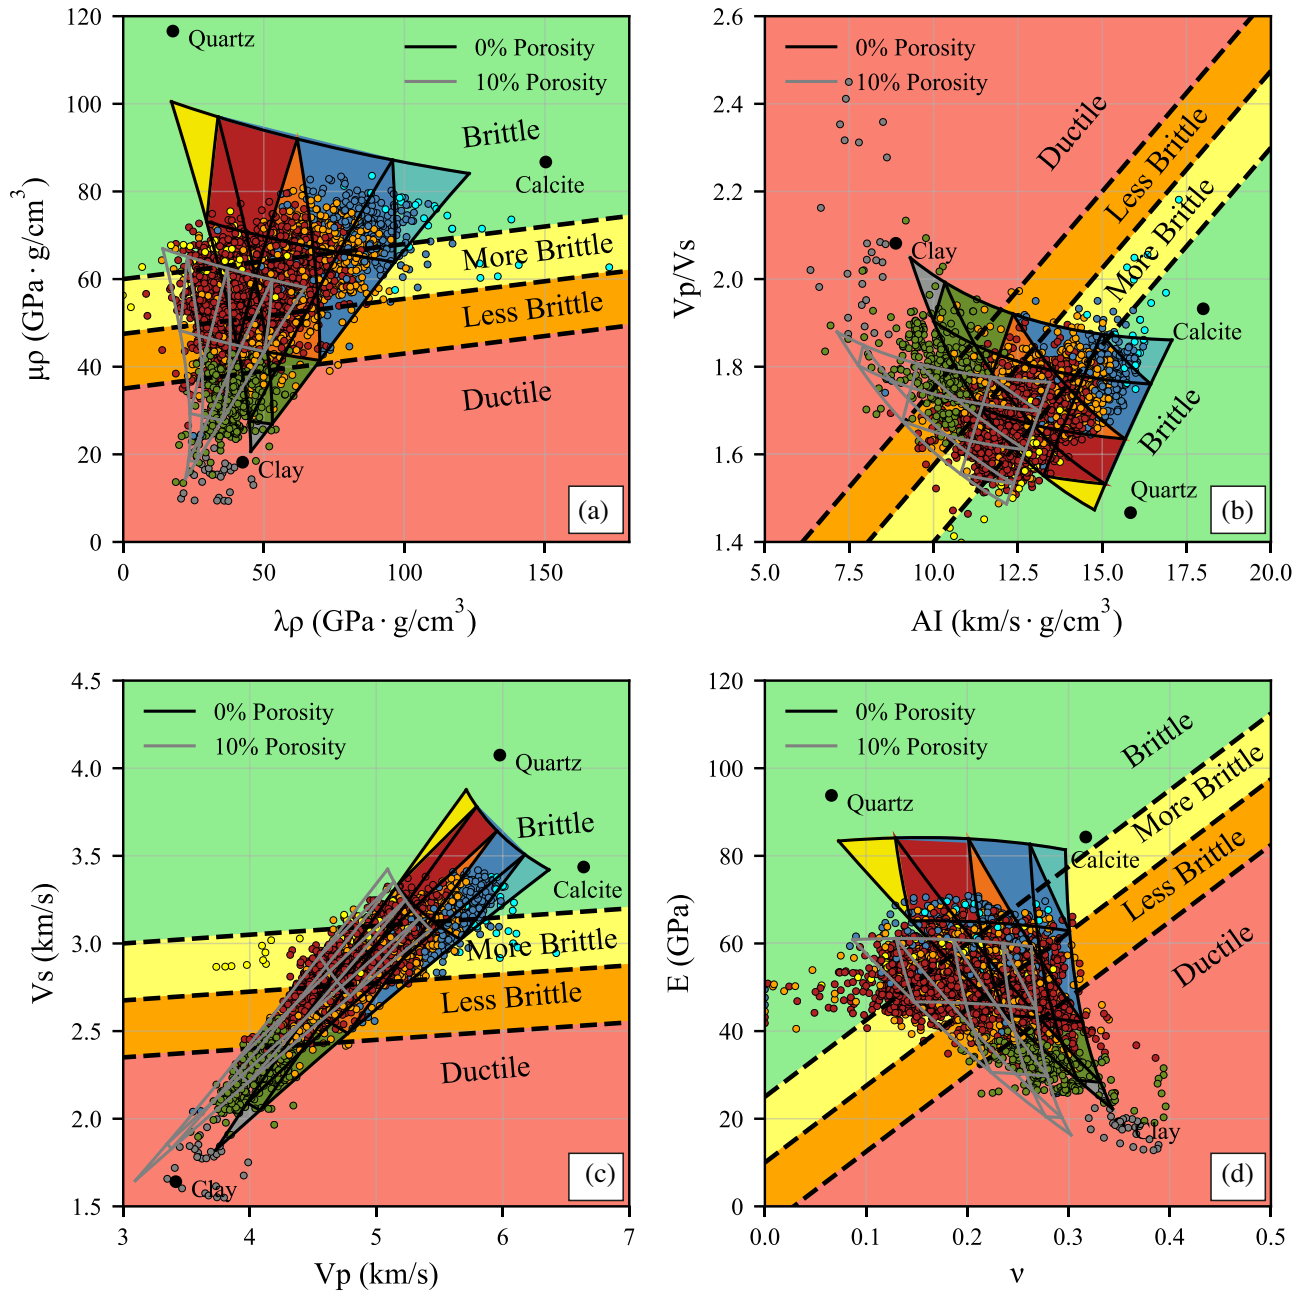 120
100
80
60
40
20
0
0
50
100
150
μρ (GPa · g/cm³)
λρ (GPa · g/cm³)
0% Porosity
10% Porosity
Quartz
Brittle
Calcite
More Brittle
Less Brittle
Ductile
Clay
(a)
2.6
2.4
2.2
2.0
1.8
1.6
1.4
5.0
7.5
10.0
12.5
15.0
17.5
20.0
Vp/Vs
AI (km/s · g/cm³)
0% Porosity
10% Porosity
Ductile
Less Brittle
More Brittle
Clay
Calcite
Brittle
Quartz
(b)
4.5
4.0
3.5
3.0
2.5
2.0
1.5
3
4
5
6
7
Vs (km/s)
Vp (km/s)
0% Porosity
10% Porosity
Quartz
Brittle
Calcite
More Brittle
Less Brittle
Ductile
Clay
(c)
120
100
80
60
40
20
0
0.0
0.1
0.2
0.3
0.4
0.5
E (GPa)
ν
0% Porosity
10% Porosity
Brittle
More Brittle
Quartz
Calcite
Less Brittle
Ductile
Clay
(d)